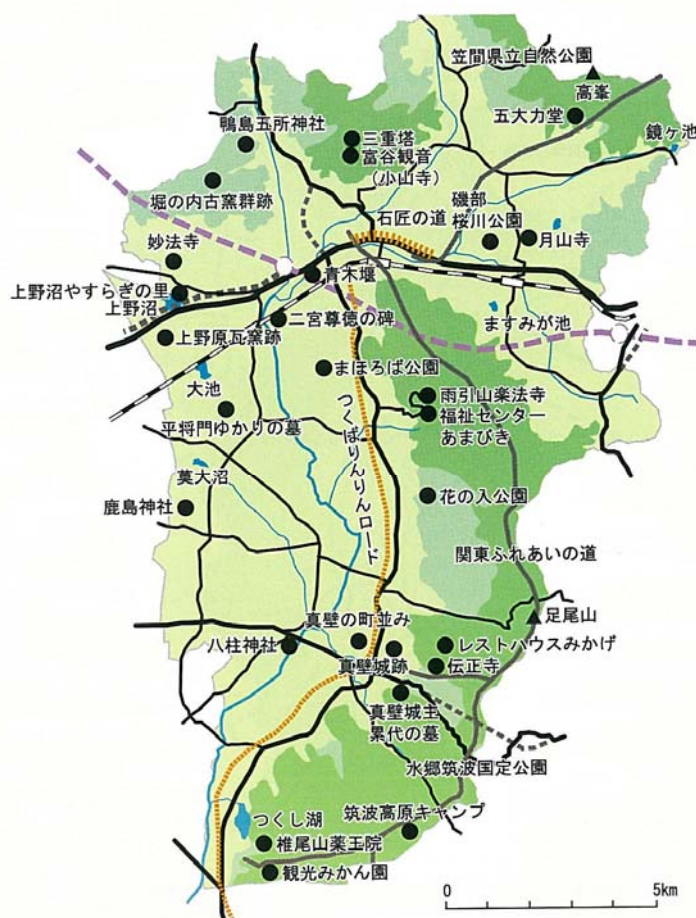 笠間県立自然公園
高峯
五大力堂
鏡ヶ池
鴨島五所神社
三重塔
富谷観音
(小山寺)
堀の内古窯群跡
石匠の道
磯部
桜川公園
月山寺
妙法寺
青木堰
上野沼やすらぎの里
上野沼
二宮尊徳の碑
ますみが池
上野原瓦窯跡
まほろば公園
大池
雨引山楽法寺
福祉センター
あまびき
平将門ゆかりの墓
つくばりんりんロード
莫大沼
花の入公園
鹿島神社
関東ふれあいの道
足尾山
真壁の町並み
八柱神社
レストハウスみかげ
真壁城跡
伝正寺
真壁城主
累代の墓
水郷筑波国定公園
つくし湖
筑波高原キャンプ
椎尾山薬王院
観光みかん園
0 5km